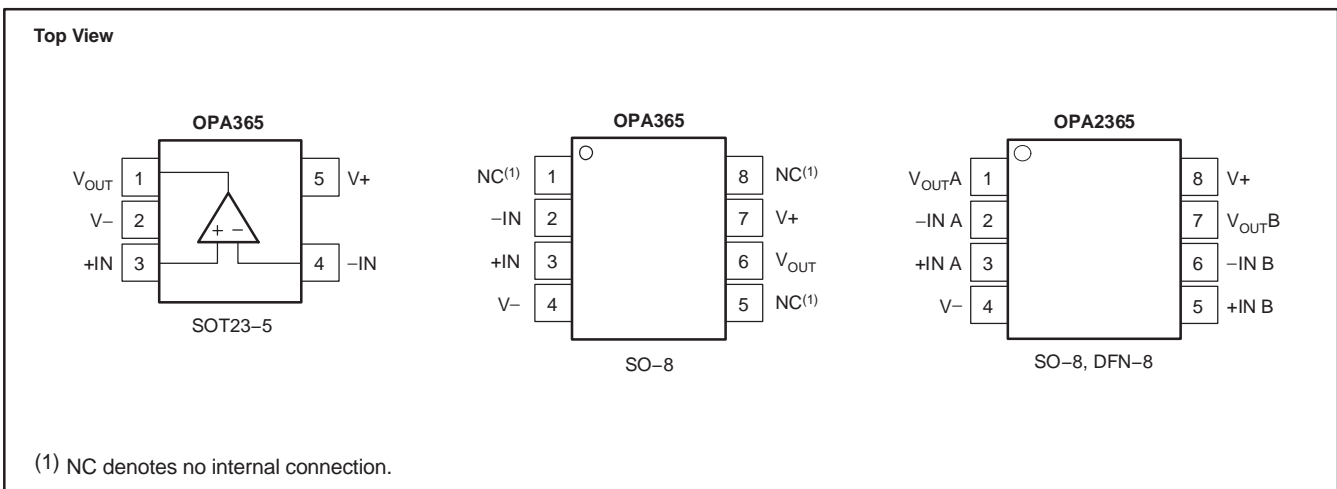 Top View
OPA365
VOUT 1
V− 2
+IN 3
5 V+
4 −IN
+ −
SOT23−5
OPA365
NC(1) 1
−IN 2
+IN 3
V− 4
8 NC(1)
7 V+
6 VOUT
5 NC(1)
SO−8
OPA2365
VOUTA 1
−IN A 2
+IN A 3
V− 4
8 V+
7 VOUTB
6 −IN B
5 +IN B
SO−8, DFN−8
(1) NC denotes no internal connection.